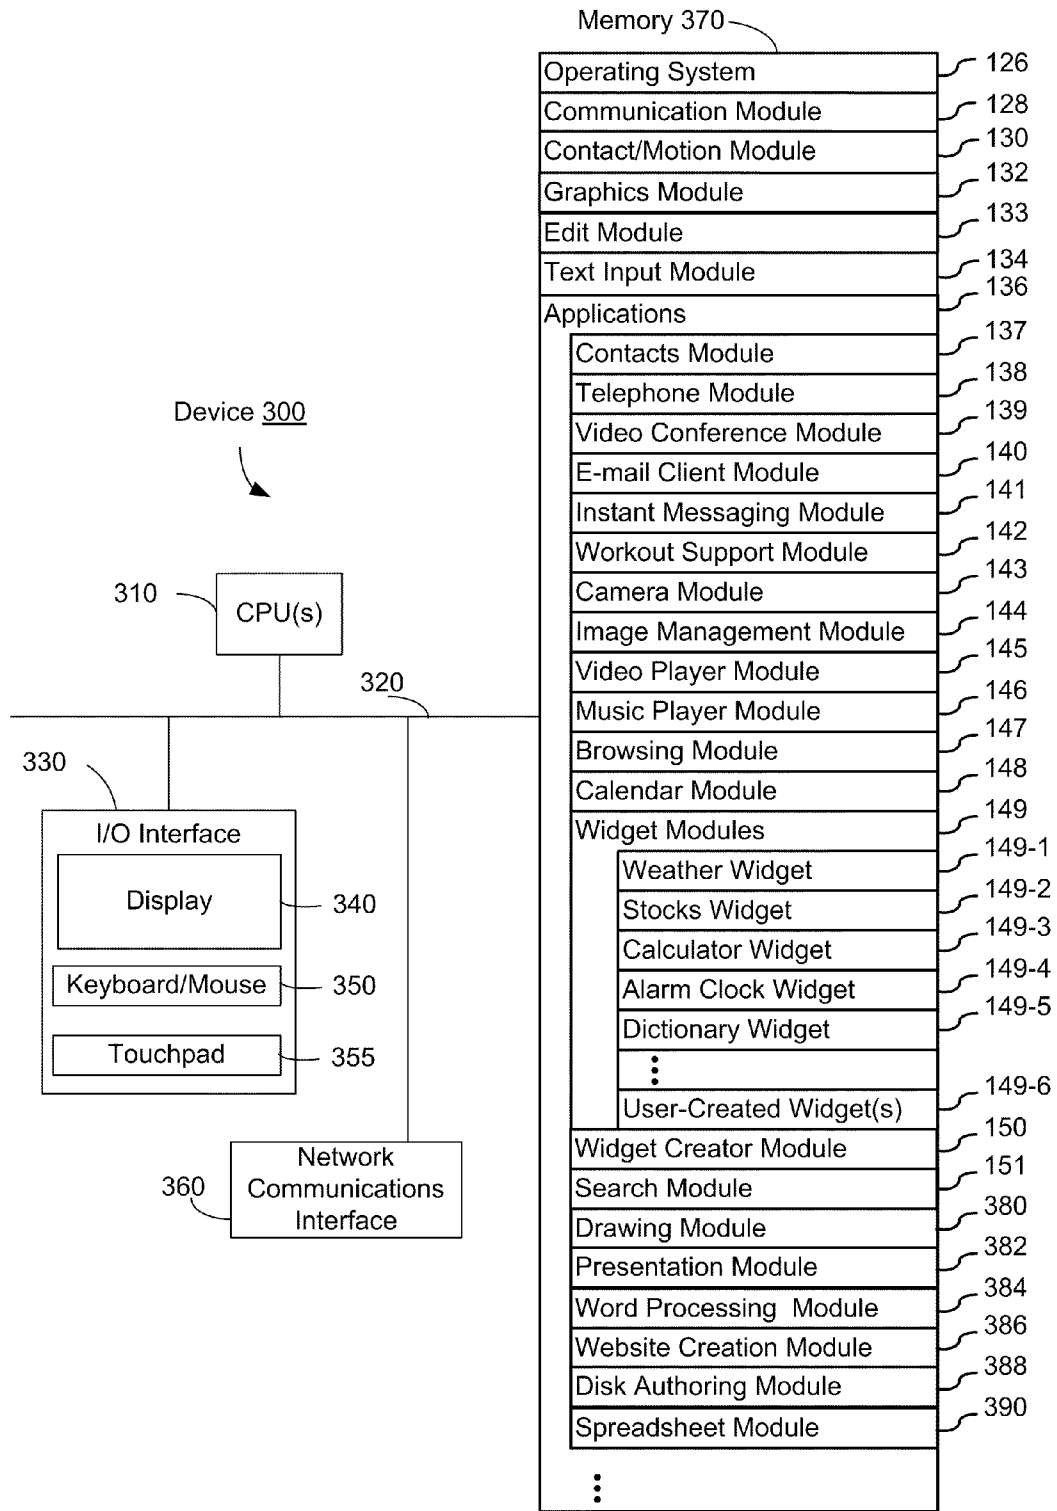 Memory 370
Operating System 126
Communication Module 128
Contact/Motion Module 130
Graphics Module 132
Edit Module 133
Text Input Module 134
Applications 136
Contacts Module 137
Telephone Module 138
Video Conference Module 139
E-mail Client Module 140
Instant Messaging Module 141
Workout Support Module 142
Camera Module 143
Image Management Module 144
Video Player Module 145
Music Player Module 146
Browsing Module 147
Calendar Module 148
Widget Modules 149
Weather Widget 149-1
Stocks Widget 149-2
Calculator Widget 149-3
Alarm Clock Widget 149-4
Dictionary Widget 149-5
User-Created Widget(s) 149-6
Widget Creator Module 150
Search Module 151
Drawing Module 380
Presentation Module 382
Word Processing Module 384
Website Creation Module 386
Disk Authoring Module 388
Spreadsheet Module 390
Device 300
310
CPU(s)
320
330
I/O Interface
Display 340
Keyboard/Mouse 350
Touchpad 355
360
Network
Communications
Interface